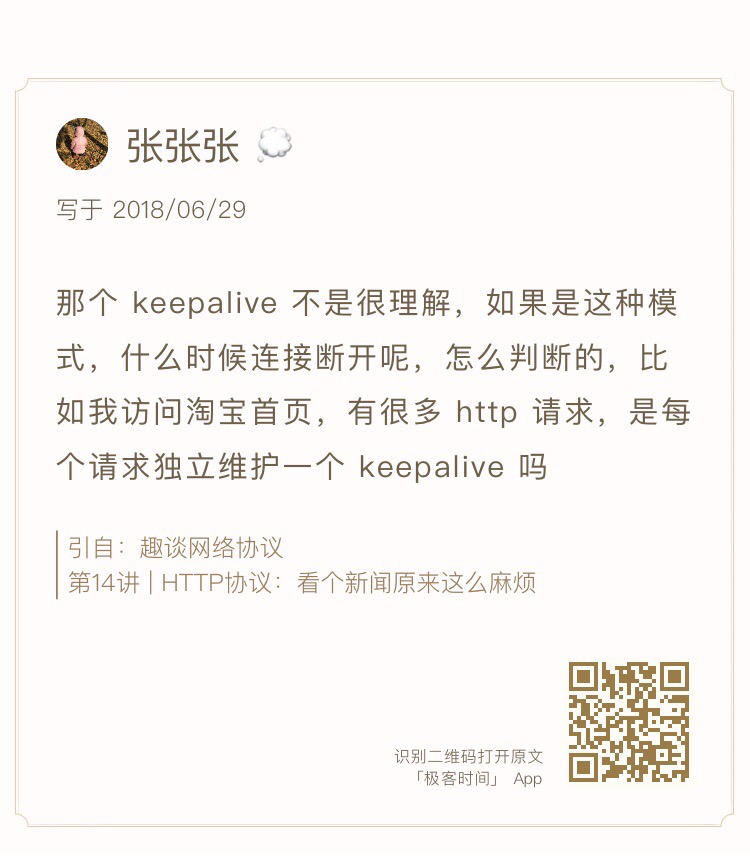 张张张
写于 2018/06/29
那个 keepalive 不是很理解，如果是这种模
式，什么时候连接断开呢，怎么判断的，比
如我访问淘宝首页，有很多 http 请求，是每
个请求独立维护一个 keepalive 吗
引自：趣谈网络协议
第14讲 | HTTP协议：看个新闻原来这么麻烦
识别二维码打开原文
「极客时间」 App